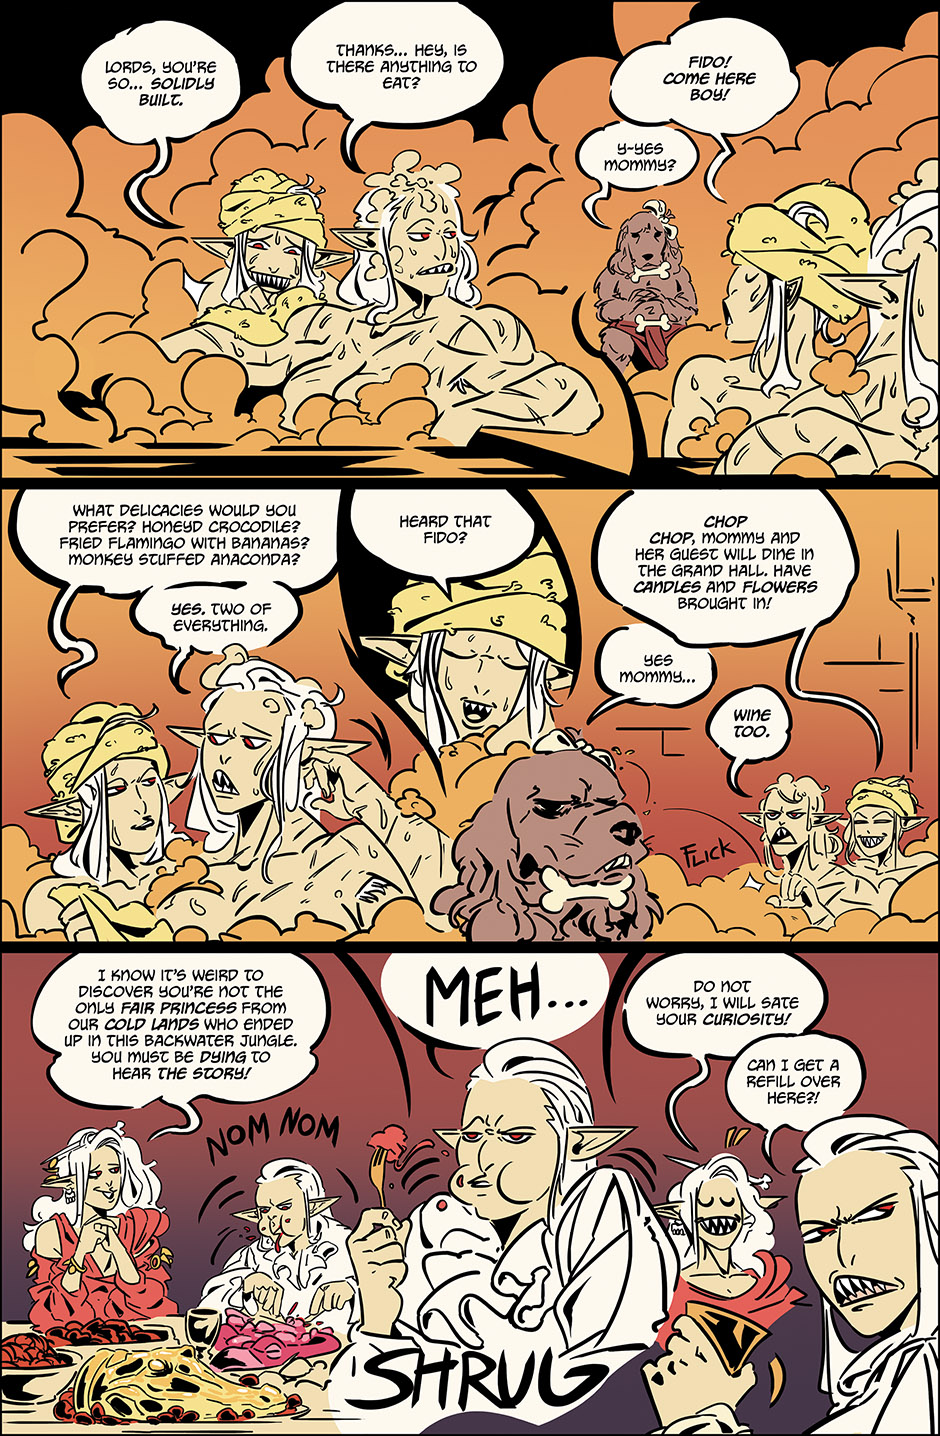 LORDS, YOU'RE
SO... SOLIDLY
BUILT.
THANKS... HEY, IS
THERE ANYTHING TO
EAT?
FIDO!
COME HERE
BOY!
Y-YES
MOMMY?
WHAT DELICACIES WOULD YOU
PREFER? HONEYD CROCODILE?
FRIED FLAMINGO WITH BANANAS?
MONKEY STUFFED ANACONDA?
YES. TWO OF
EVERYTHING.
HEARD THAT
FIDO?
YES
MOMMY...
CHOP
CHOP, MOMMY AND
HER GUEST WILL DINE IN
THE GRAND HALL. HAVE
CANDLES AND FLOWERS
BROUGHT IN!
WINE
TOO.
FLICK
I KNOW IT'S WEIRD TO
DISCOVER YOU'RE NOT THE
ONLY FAIR PRINCESS FROM
OUR COLD LANDS WHO ENDED
UP IN THIS BACKWATER JUNGLE.
YOU MUST BE DYING TO
HEAR THE STORY!
NOM NOM
MEH...
SHRUG
DO NOT
WORRY, I WILL SATE
YOUR CURIOSITY!
CAN I GET A
REFILL OVER
HERE?!